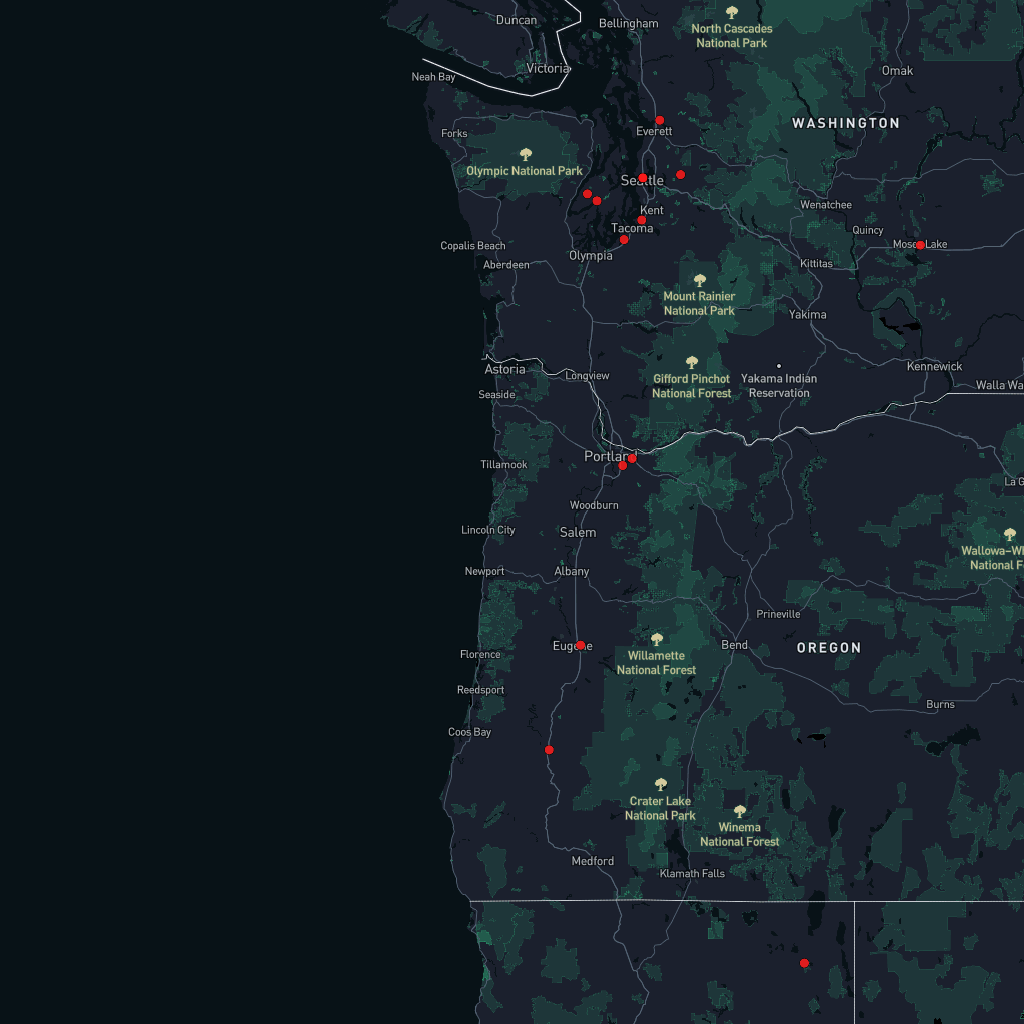 Duncan
Bellingham
North Cascades
National Park
Victoria
Neah Bay
Omak
WASHINGTON
Forks
Everett
Olympic National Park
Seattle
Wenatchee
Kent
Tacoma
Quincy
Copalis Beach
Moses Lake
Aberdeen
Olympia
Kittitas
Mount Rainier
National Park
Yakima
Astoria
Longview
Gifford Pinchot
National Forest
Yakama Indian
Reservation
Kennewick
Walla Wa
Seaside
Portland
Tillamook
La G
Woodburn
Lincoln City
Salem
Wallowa-Wh
National Fo
Newport
Albany
Prineville
Eugene
Bend
OREGON
Florence
Willamette
National Forest
Reedsport
Burns
Coos Bay
Crater Lake
National Park
Winema
National Forest
Medford
Klamath Falls